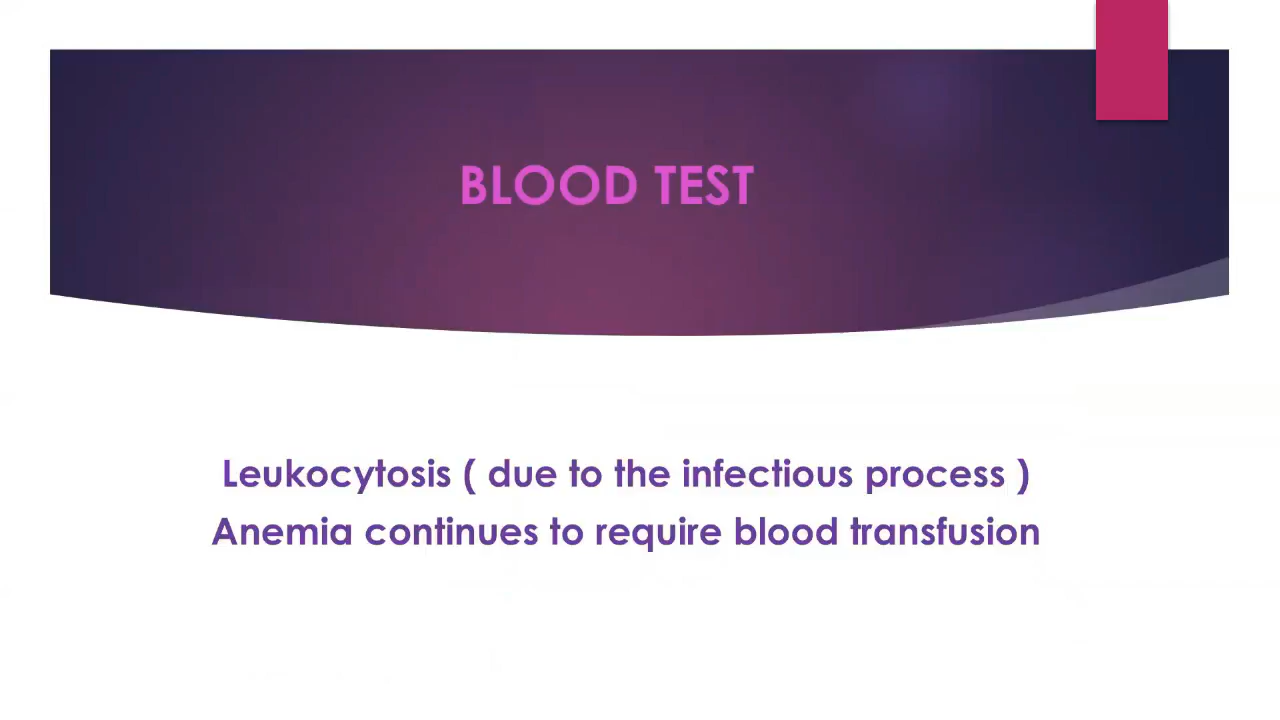 BLOOD TEST
Leukocytosis ( due to the infectious process )
Anemia continues to require blood transfusion